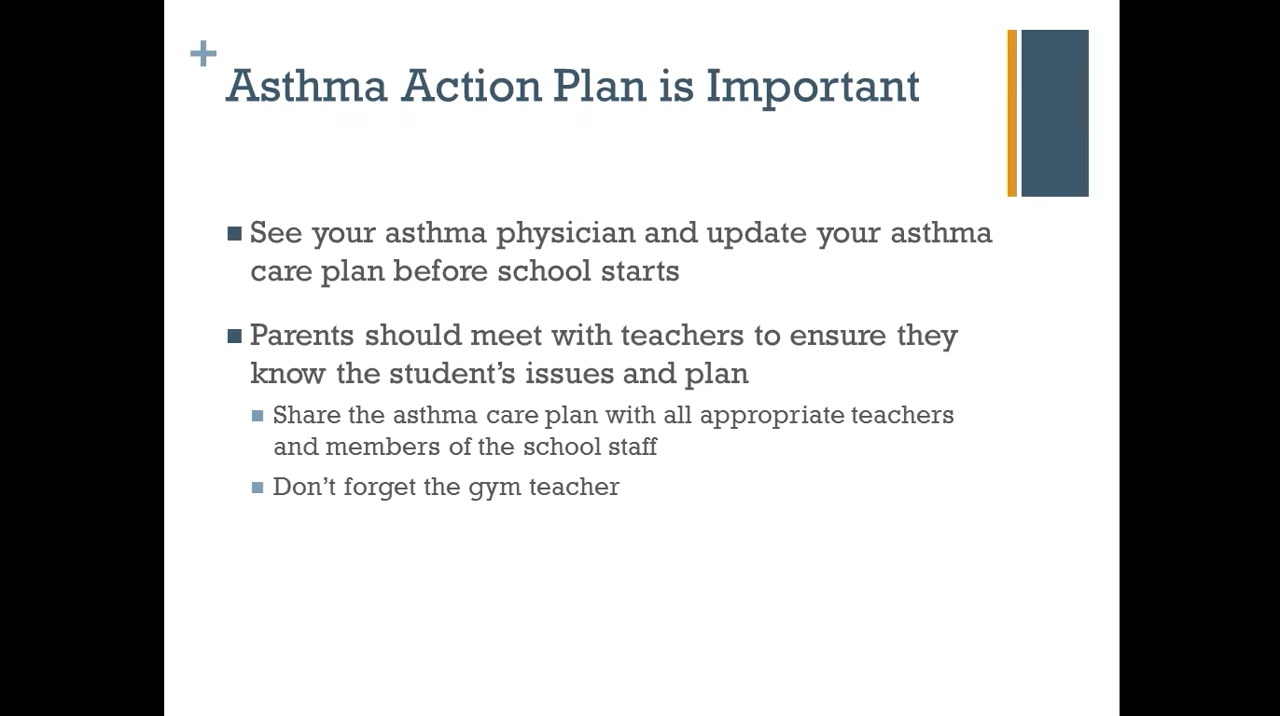 +
Asthma Action Plan is Important
See your asthma physician and update your asthma
care plan before school starts
Parents should meet with teachers to ensure they
know the student’s issues and plan
Share the asthma care plan with all appropriate teachers
and members of the school staff
Don’t forget the gym teacher